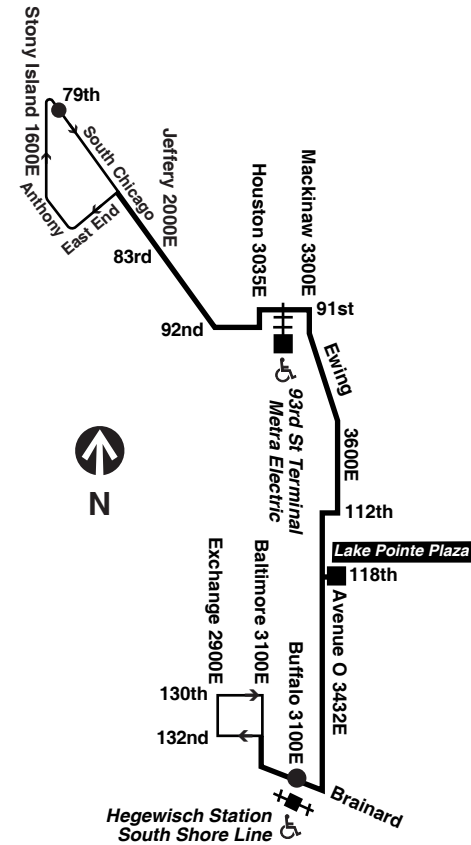 79th
Stony Island 1600E
South Chicago
Jeffery 2000E
Anthony
East End
83rd
Houston 3035E
Mackinaw 3300E
91st
92nd
Ewing
93rd St Terminal
Metra Electric
3600E
N
112th
Lake Pointe Plaza
118th
Exchange 2900E
Baltimore 3100E
Buffalo 3100E
Avenue O 3432E
130th
132nd
Brainard
Hegewisch Station
South Shore Line